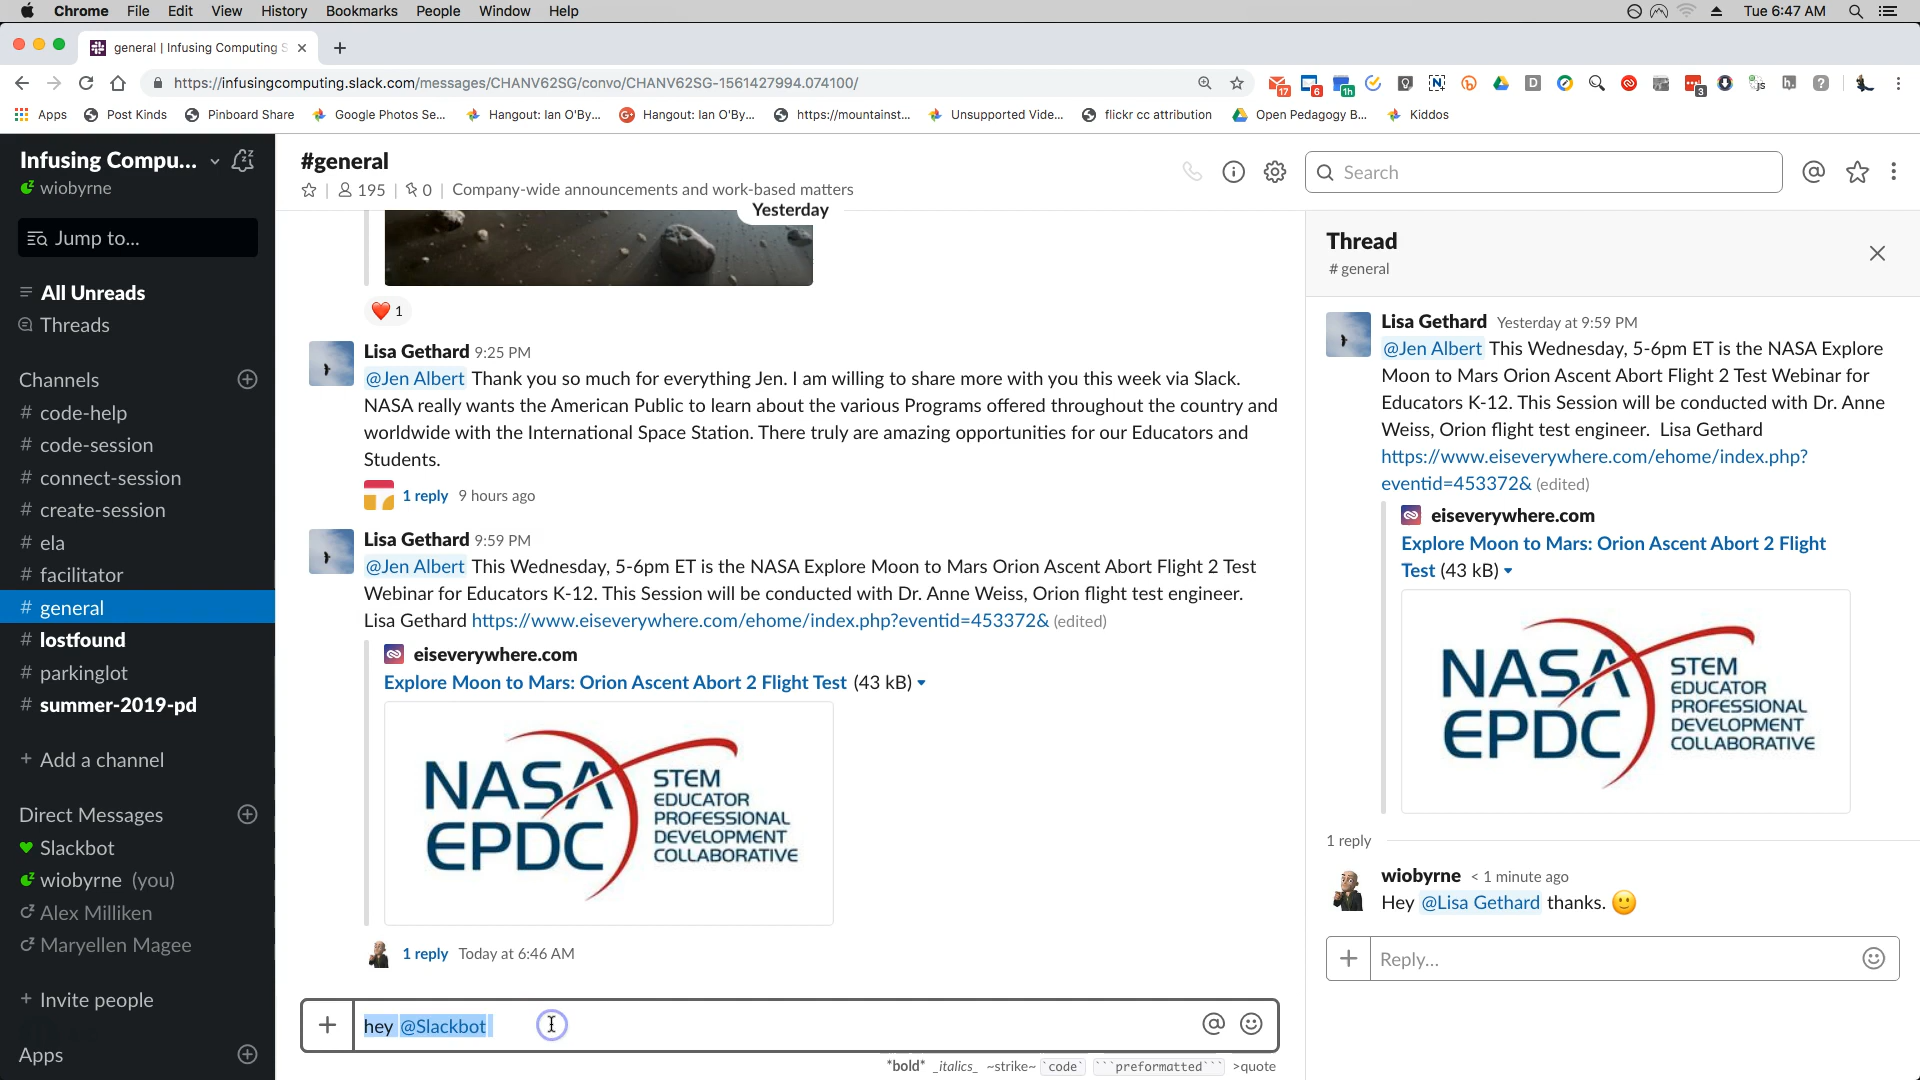 Chrome File Edit View History Bookmarks People Window Help Tue 6:47 AM
general | Infusing Computing S
https://infusingcomputing.slack.com/messages/CHANV62SG/convo/CHANV62SG-1561427994.074100/
17 6 1h 3
Apps Post Kinds Pinboard Share Google Photos Se... Hangout: Ian O'By... Hangout: Ian O'By... https://mountainst... Unsupported Vide... flickr cc attribution Open Pedagogy B... Kiddos
Infusing Compu...
wiobyrne
Jump to...
All Unreads
Threads
Channels
# code-help
# code-session
# connect-session
# create-session
# ela
# facilitator
# general
# lostfound
# parkinglot
# summer-2019-pd
+ Add a channel
Direct Messages
Slackbot
wiobyrne (you)
Alex Milliken
Maryellen Magee
+ Invite people
Apps
#general
195 | 0 | Company-wide announcements and work-based matters
Search
Yesterday
1
Lisa Gethard 9:25 PM
@Jen Albert Thank you so much for everything Jen. I am willing to share more with you this week via Slack.
NASA really wants the American Public to learn about the various Programs offered throughout the country and
worldwide with the International Space Station. There truly are amazing opportunities for our Educators and
Students.
1 reply 9 hours ago
Lisa Gethard 9:59 PM
@Jen Albert This Wednesday, 5-6pm ET is the NASA Explore Moon to Mars Orion Ascent Abort Flight 2 Test
Webinar for Educators K-12. This Session will be conducted with Dr. Anne Weiss, Orion flight test engineer.
Lisa Gethard https://www.eiseverywhere.com/ehome/index.php?eventid=453372& (edited)
eiseverywhere.com
Explore Moon to Mars: Orion Ascent Abort 2 Flight Test (43 kB)
NASA
EPDC
STEM
EDUCATOR
PROFESSIONAL
DEVELOPMENT
COLLABORATIVE
1 reply Today at 6:46 AM
hey @Slackbot
*bold* _italics_ ~strike~ `code` ```preformatted``` >quote
Thread
# general
Lisa Gethard Yesterday at 9:59 PM
@Jen Albert This Wednesday, 5-6pm ET is the NASA Explore
Moon to Mars Orion Ascent Abort Flight 2 Test Webinar for
Educators K-12. This Session will be conducted with Dr. Anne
Weiss, Orion flight test engineer. Lisa Gethard
https://www.eiseverywhere.com/ehome/index.php?
eventid=453372& (edited)
eiseverywhere.com
Explore Moon to Mars: Orion Ascent Abort 2 Flight
Test (43 kB)
NASA
EPDC
STEM
EDUCATOR
PROFESSIONAL
DEVELOPMENT
COLLABORATIVE
1 reply
wiobyrne < 1 minute ago
Hey @Lisa Gethard thanks.
Reply...